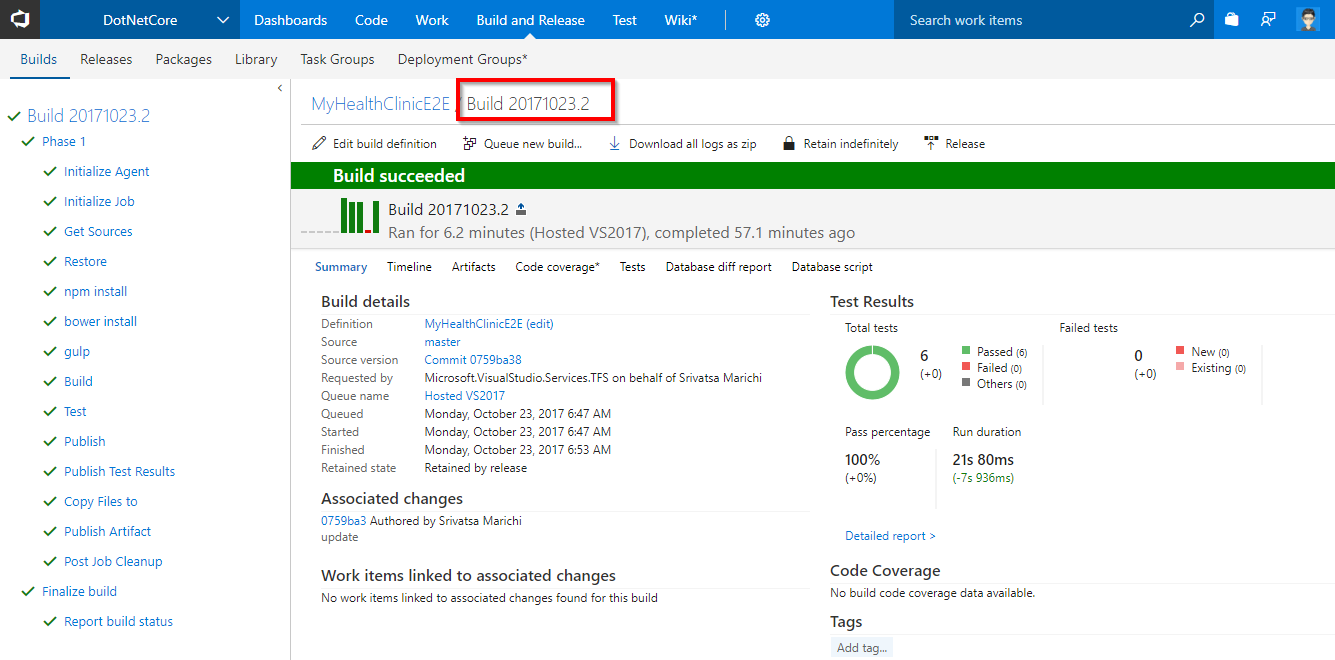 DotNetCore Dashboards Code Work Build and Release Test Wiki* Search work items
Builds Releases Packages Library Task Groups Deployment Groups*
Build 20171023.2
Phase 1
Initialize Agent
Initialize Job
Get Sources
Restore
npm install
bower install
gulp
Build
Test
Publish
Publish Test Results
Copy Files to
Publish Artifact
Post Job Cleanup
Finalize build
Report build status
MyHealthClinicE2E / Build 20171023.2
Edit build definition Queue new build... Download all logs as zip Retain indefinitely Release
Build succeeded
Build 20171023.2
Ran for 6.2 minutes (Hosted VS2017), completed 57.1 minutes ago
Summary Timeline Artifacts Code coverage* Tests Database diff report Database script
Build details
Definition MyHealthClinicE2E (edit)
Source master
Source version Commit 0759ba38
Requested by Microsoft.VisualStudio.Services.TFS on behalf of Srivatsa Marichi
Queue name Hosted VS2017
Queued Monday, October 23, 2017 6:47 AM
Started Monday, October 23, 2017 6:47 AM
Finished Monday, October 23, 2017 6:53 AM
Retained state Retained by release
Associated changes
0759ba3 Authored by Srivatsa Marichi
update
Work items linked to associated changes
No work items linked to associated changes found for this build
Test Results
Total tests
6
(+0)
Passed (6)
Failed (0)
Others (0)
Failed tests
0
(+0)
New (0)
Existing (0)
Pass percentage
100%
(+0%)
Run duration
21s 80ms
(-7s 936ms)
Detailed report >
Code Coverage
No build code coverage data available.
Tags
Add tag...